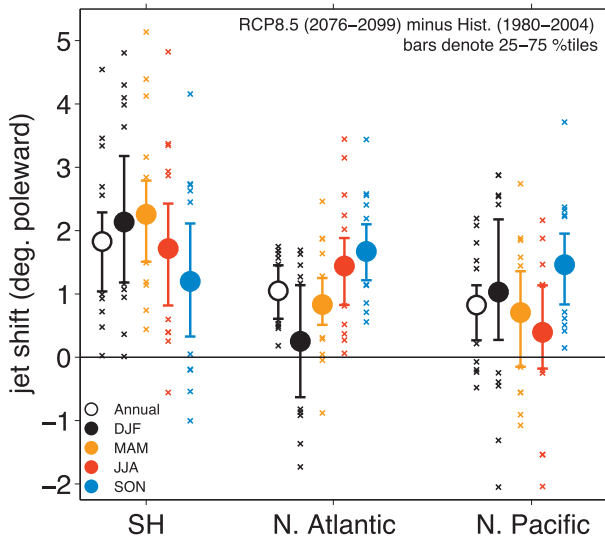 RCP8.5 (2076−2099) minus Hist. (1980−2004)
bars denote 25−75 %tiles
jet shift (deg. poleward)
5
4
3
2
1
0
−1
−2
Annual
DJF
MAM
JJA
SON
SH
N. Atlantic
N. Pacific